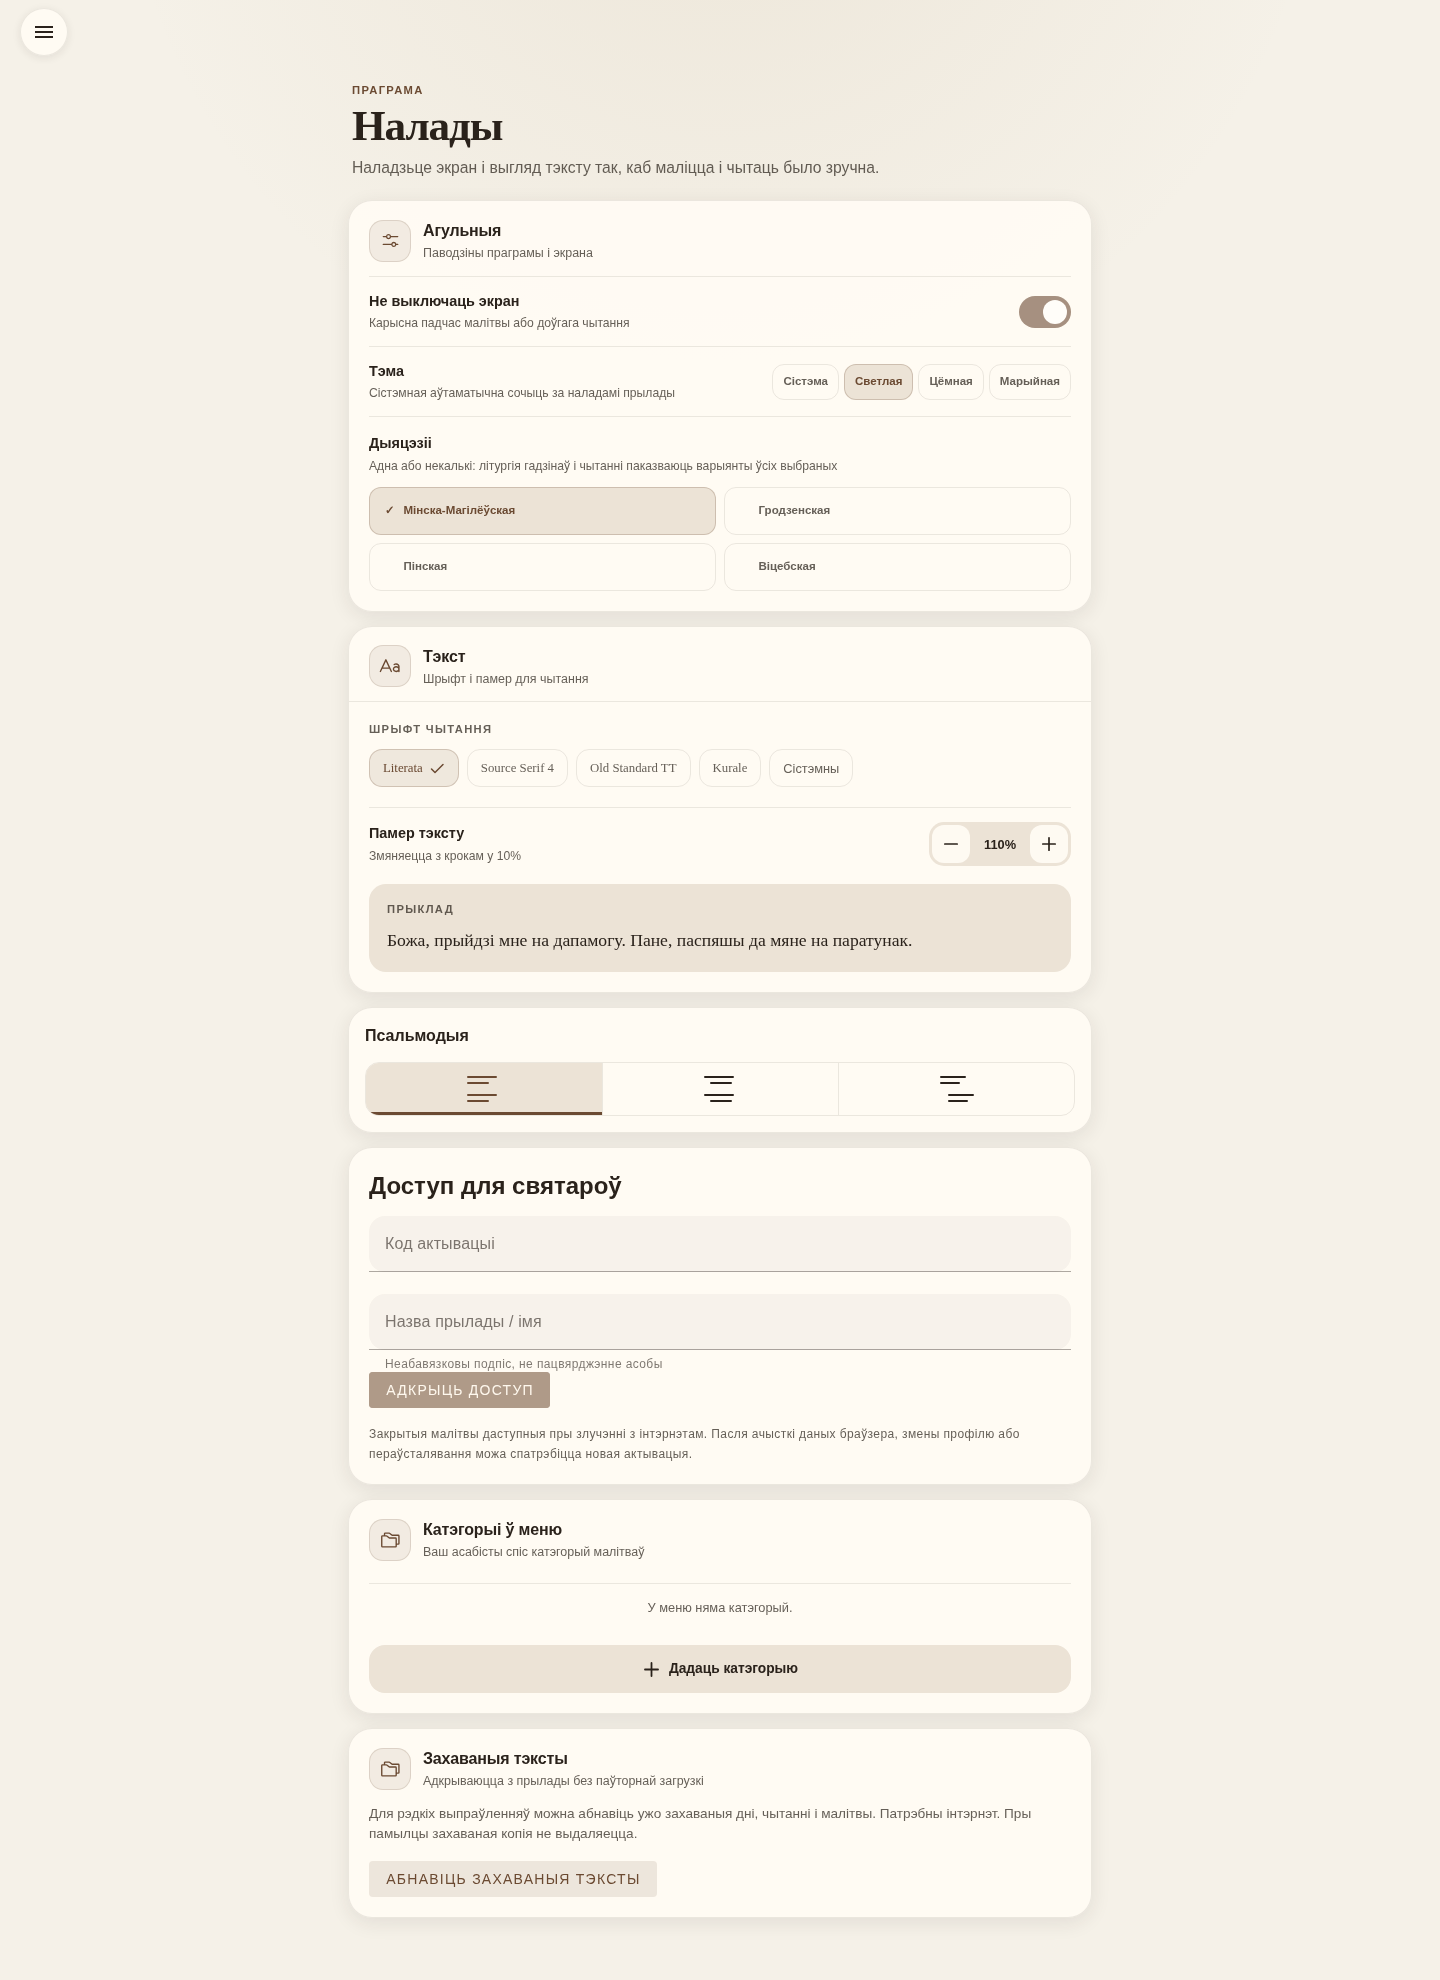 ПРАГРАМА
Налады
Наладзьце экран і выгляд тэксту так, каб маліцца і чытаць было зручна.
Агульныя
Паводзіны праграмы і экрана
Не выключаць экран
Карысна падчас малітвы або доўгага чытання
Тэма
Сістэмная аўтаматычна сочыць за наладамі прылады
Сістэма Светлая Цёмная Марыйная
Дыяцэзіі
Адна або некалькі: літургія гадзінаў і чытанні паказваюць варыянты ўсіх выбраных
✓ Мінска-Магілёўская Гродзенская
Пінская Віцебская
Aa Тэкст
Шрыфт і памер для чытання
ШРЫФТ ЧЫТАННЯ
Literata Source Serif 4 Old Standard TT Kurale Сістэмны
Памер тэксту
Змяняецца з крокам у 10%
110%
ПРЫКЛАД
Божа, прыйдзі мне на дапамогу. Пане, паспяшы да мяне на паратунак.
Псальмодыя
Доступ для святароў
Код актывацыі
Назва прылады / імя
Неабавязковы подпіс, не пацвярджэнне асобы
АДКРЫЦЬ ДОСТУП
Закрытыя малітвы даступныя пры злучэнні з інтэрнэтам. Пасля ачысткі даных браўзера, змены профілю або
пераўсталявання можа спатрэбіцца новая актывацыя.
Катэгорыі ў меню
Ваш асабісты спіс катэгорый малітваў
У меню няма катэгорый.
Дадаць катэгорыю
Захаваныя тэксты
Адкрываюцца з прылады без паўторнай загрузкі
Для рэдкіх выпраўленняў можна абнавіць ужо захаваныя дні, чытанні і малітвы. Патрэбны інтэрнэт. Пры
памылцы захаваная копія не выдаляецца.
АБНАВІЦЬ ЗАХАВАНЫЯ ТЭКСТЫ